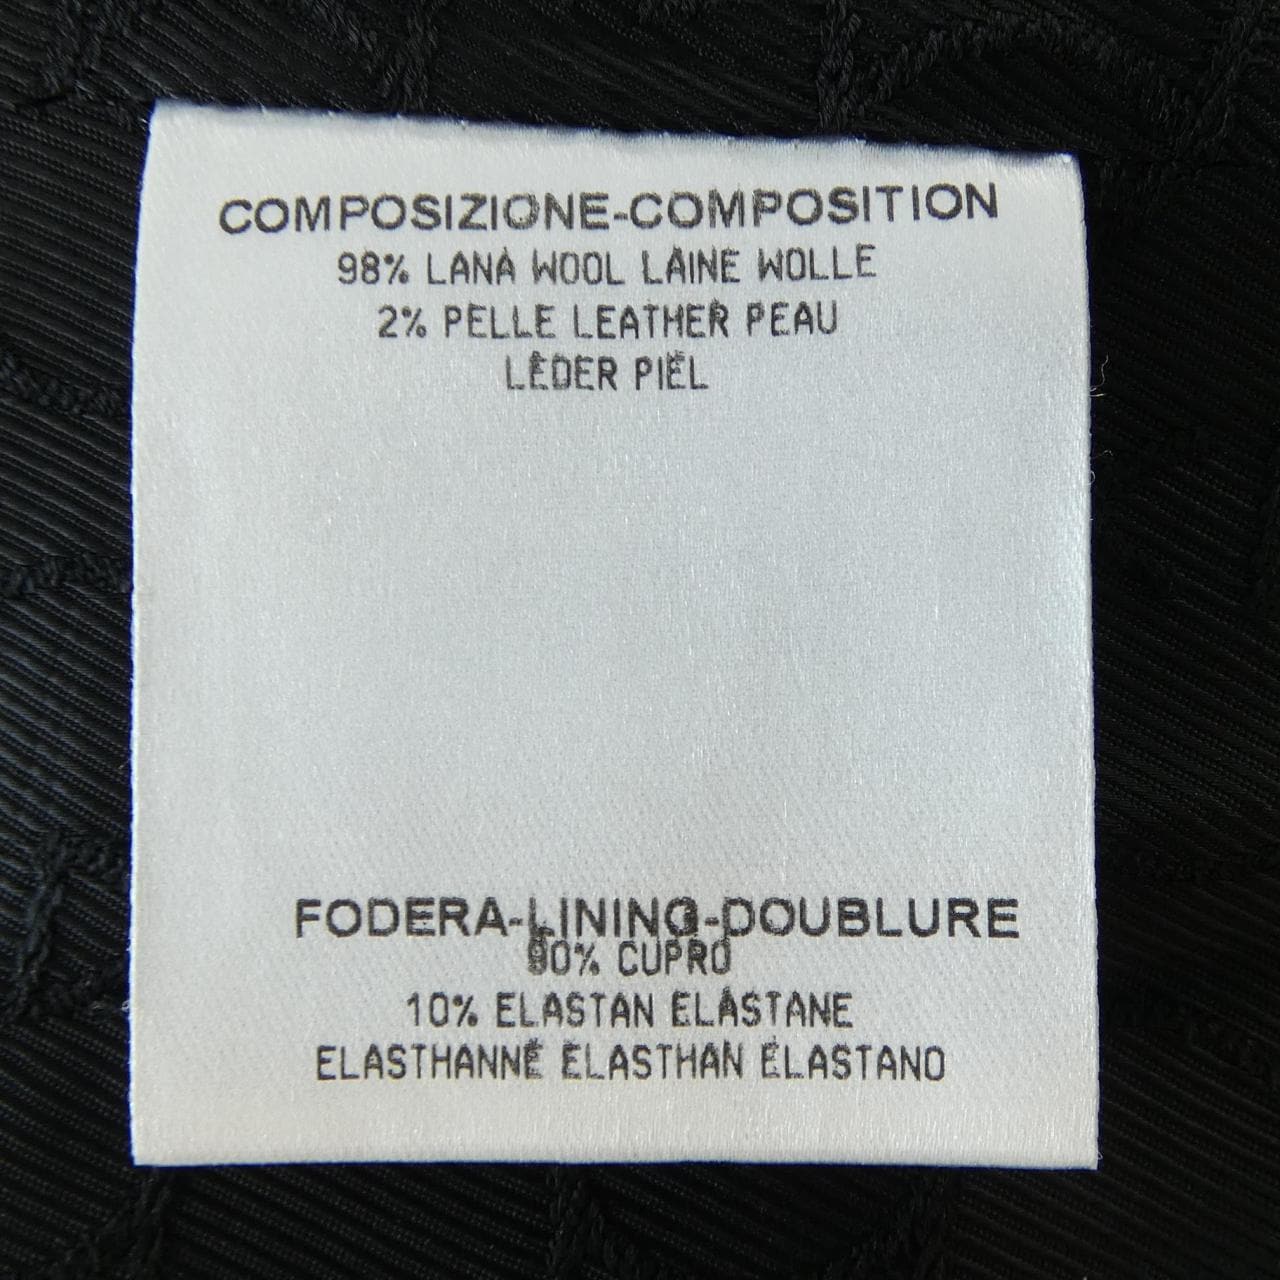 COMPOSIZIONE-COMPOSITION
98% LANA WOOL LAINE WOLLE
2% PELLE LEATHER PEAU
LEDER PIEL
FODERA-LINING-DOUBLURE
90% CUPRO
10% ELASTAN ELASTANE
ELASTHANNE ELASTHAN ELASTANO